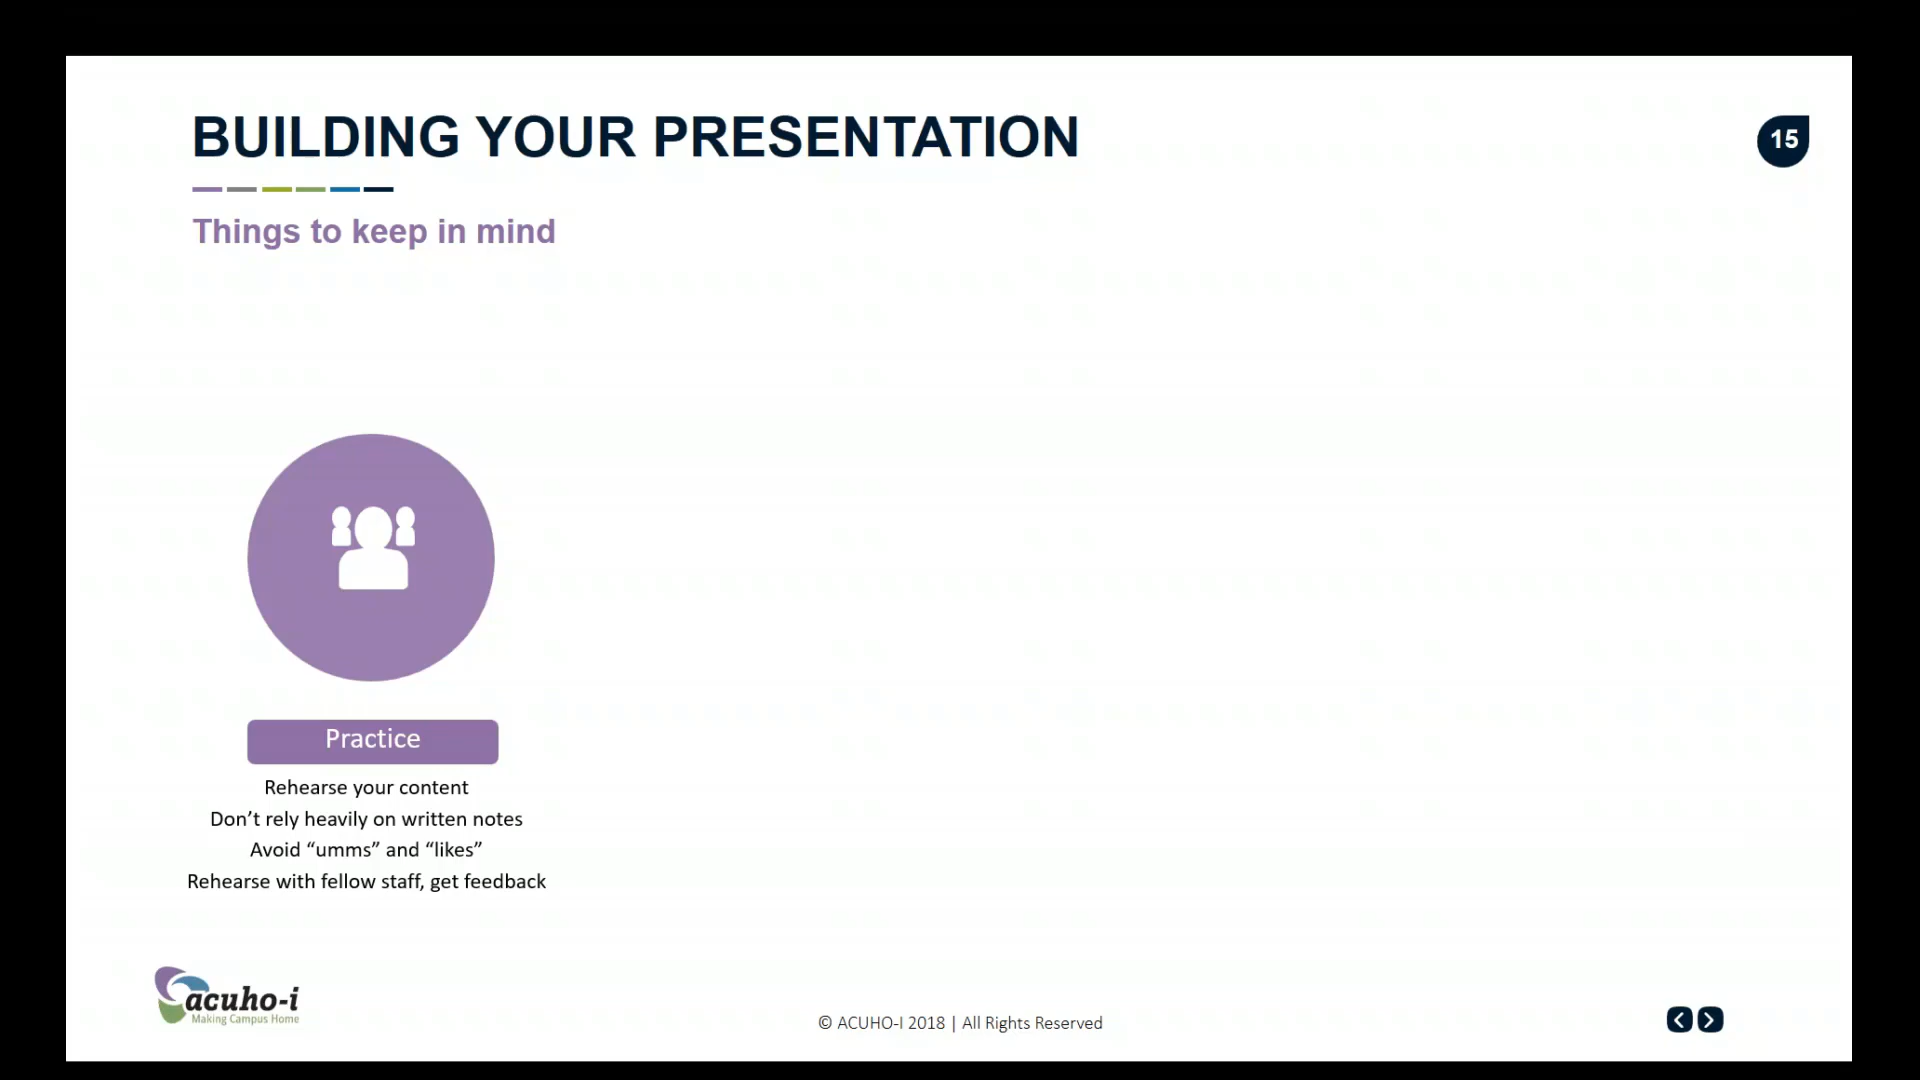 BUILDING YOUR PRESENTATION
15
Things to keep in mind
Practice
Rehearse your content
Don’t rely heavily on written notes
Avoid “umms” and “likes”
Rehearse with fellow staff, get feedback
acuho-i
Making Campus Home
© ACUHO-I 2018 | All Rights Reserved